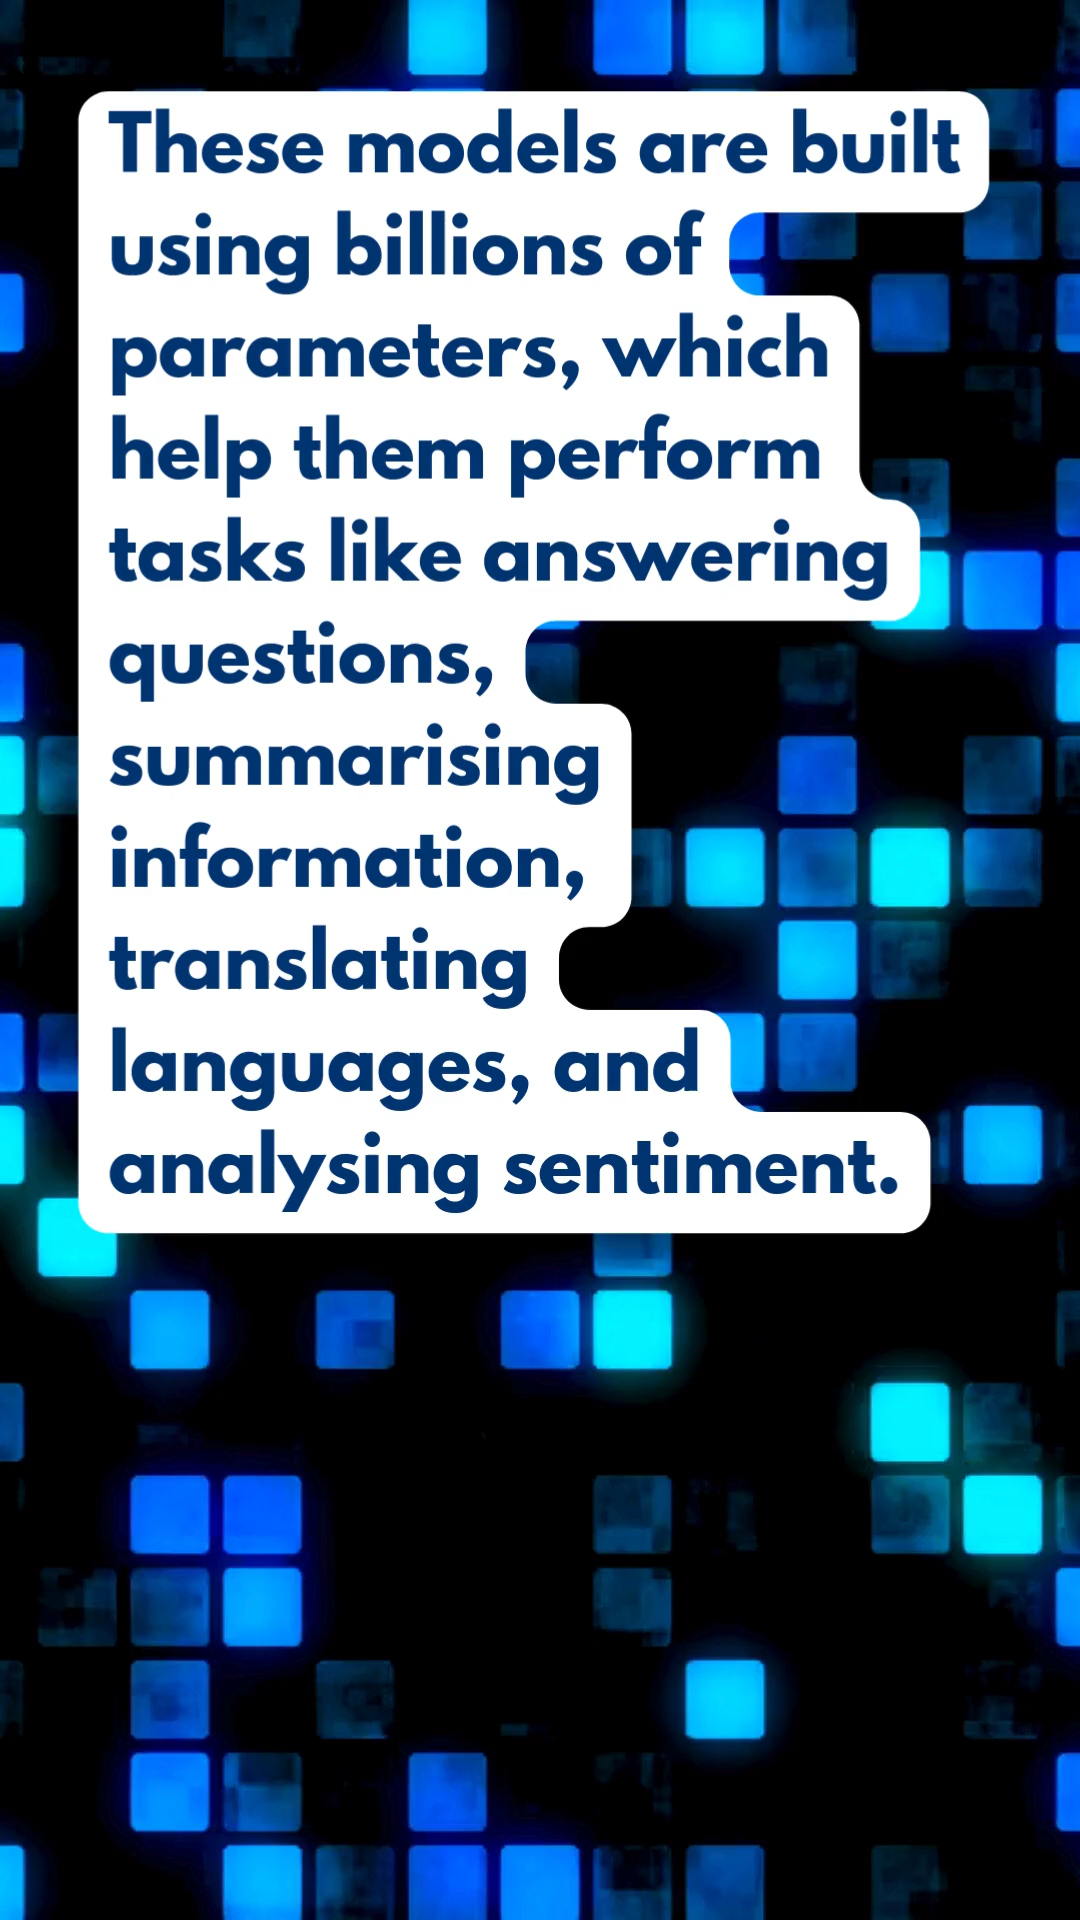 These models are built
using billions of
parameters, which
help them perform
tasks like answering
questions,
summarising
information,
translating
languages, and
analysing sentiment.